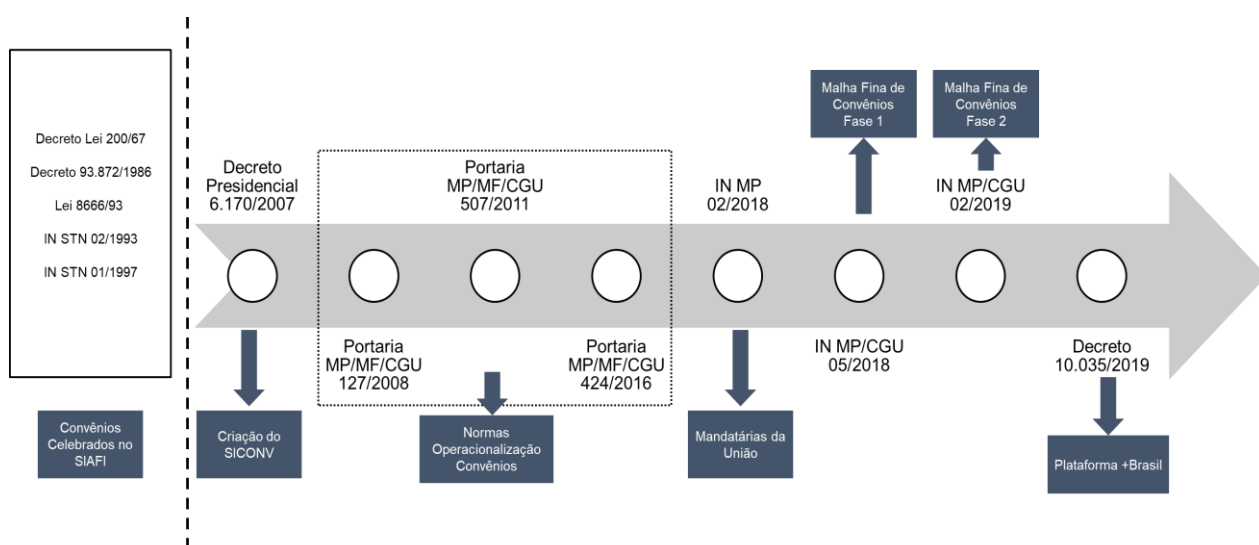 Decreto Lei 200/67
Decreto 93.872/1986
Lei 8666/93
IN STN 02/1993
IN STN 01/1997
Convênios
Celebrados no
SIAFI
Decreto
Presidencial
6.170/2007
Criação do
SICONV
Portaria
MP/MF/CGU
127/2008
Portaria
MP/MF/CGU
507/2011
Normas
Operacionalização
Convênios
Portaria
MP/MF/CGU
424/2016
IN MP
02/2018
Mandatárias da
União
Malha Fina de
Convênios
Fase 1
IN MP/CGU
05/2018
Malha Fina de
Convênios
Fase 2
IN MP/CGU
02/2019
Decreto
10.035/2019
Plataforma +Brasil